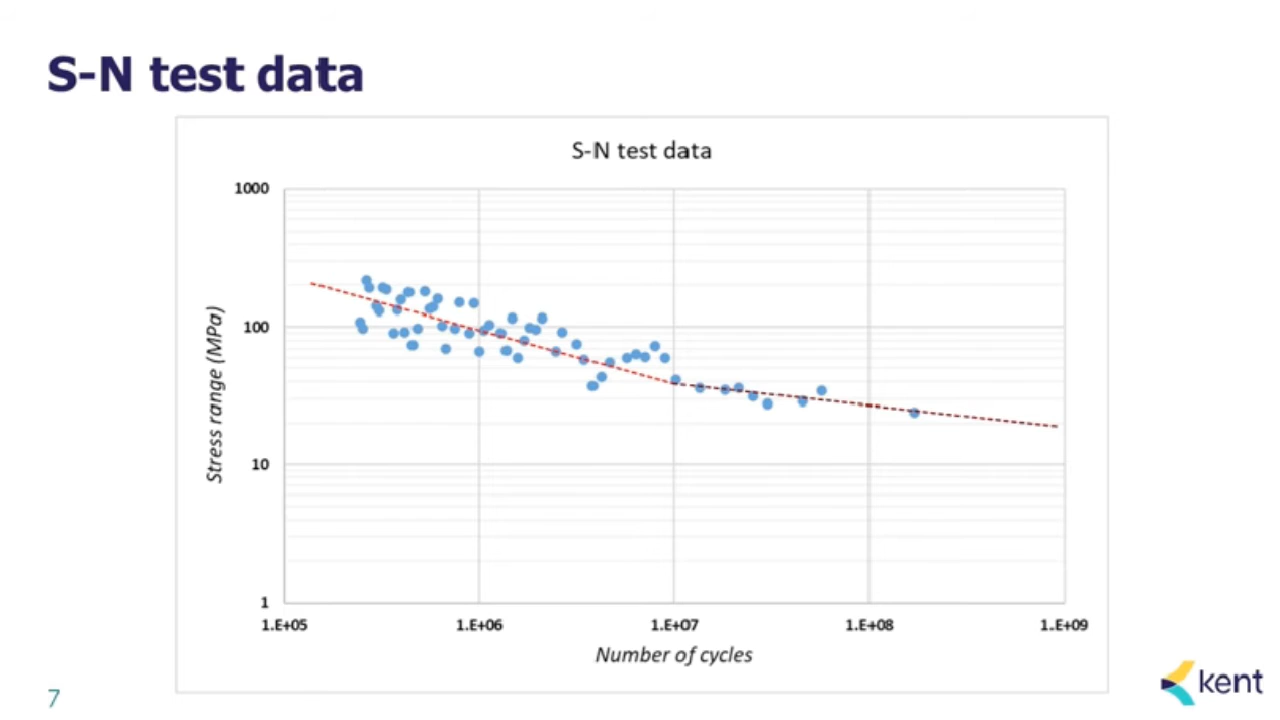 S-N test data
S-N test data
1000
100
10
1
Stress range (MPa)
1.E+05
1.E+06
1.E+07
1.E+08
1.E+09
Number of cycles
7
kent